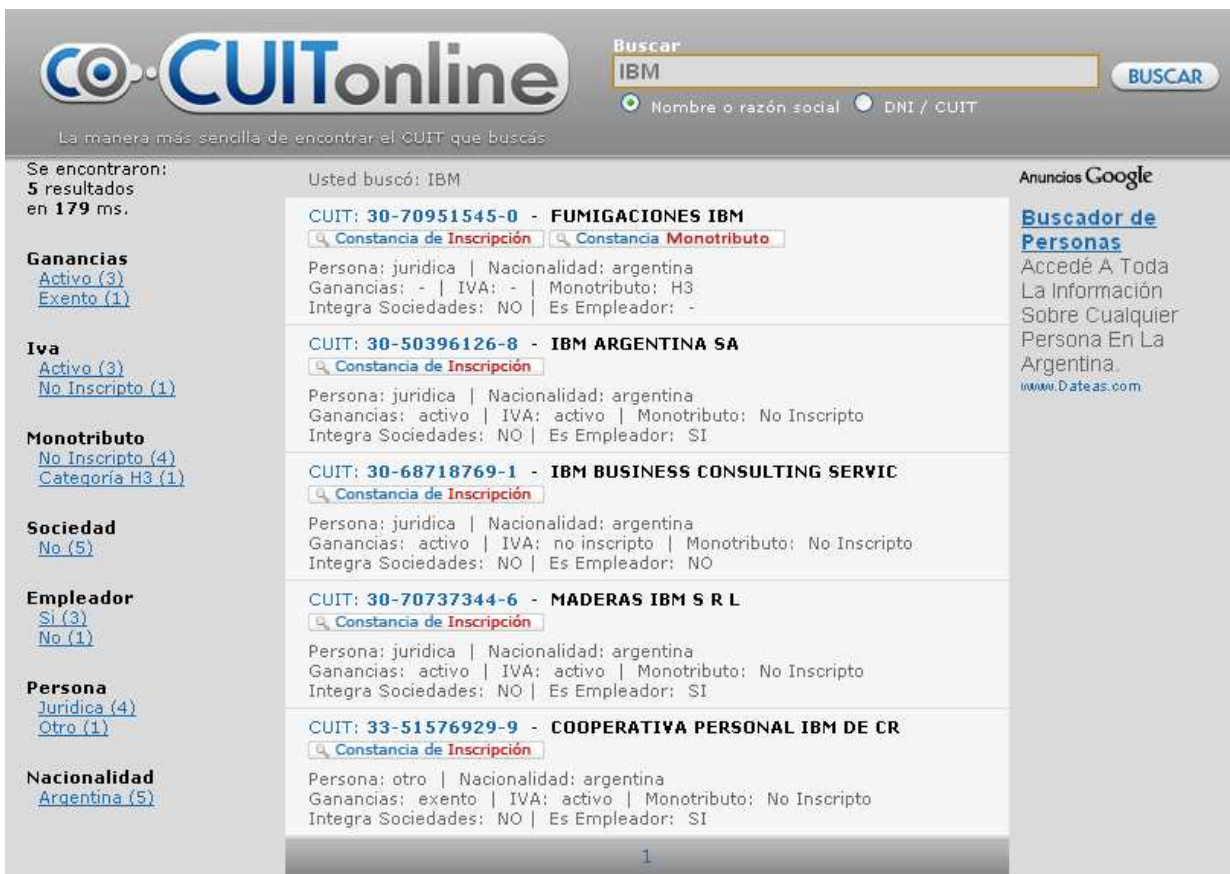 CUITonline
La manera más sencilla de encontrar el CUIT que buscás
Buscar
IBM
BUSCAR
Nombre o razón social DNI / CUIT
Se encontraron:
5 resultados
en 179 ms.
Ganancias
Activo (3)
Exento (1)
Iva
Activo (3)
No Inscripto (1)
Monotributo
No Inscripto (4)
Categoría H3 (1)
Sociedad
No (5)
Empleador
Si (3)
No (1)
Persona
Juridica (4)
Otro (1)
Nacionalidad
Argentina (5)
Usted buscó: IBM
CUIT: 30-70951545-0 - FUMIGACIONES IBM
Constancia de Inscripción Constancia Monotributo
Persona: juridica | Nacionalidad: argentina
Ganancias: - | IVA: - | Monotributo: H3
Integra Sociedades: NO | Es Empleador: -
CUIT: 30-50396126-8 - IBM ARGENTINA SA
Constancia de Inscripción
Persona: juridica | Nacionalidad: argentina
Ganancias: activo | IVA: activo | Monotributo: No Inscripto
Integra Sociedades: NO | Es Empleador: SI
CUIT: 30-68718769-1 - IBM BUSINESS CONSULTING SERVIC
Constancia de Inscripción
Persona: juridica | Nacionalidad: argentina
Ganancias: activo | IVA: no inscripto | Monotributo: No Inscripto
Integra Sociedades: NO | Es Empleador: NO
CUIT: 30-70737344-6 - MADERAS IBM S R L
Constancia de Inscripción
Persona: juridica | Nacionalidad: argentina
Ganancias: activo | IVA: activo | Monotributo: No Inscripto
Integra Sociedades: NO | Es Empleador: SI
CUIT: 33-51576929-9 - COOPERATIVA PERSONAL IBM DE CR
Constancia de Inscripción
Persona: otro | Nacionalidad: argentina
Ganancias: exento | IVA: activo | Monotributo: No Inscripto
Integra Sociedades: NO | Es Empleador: SI
1
Anuncios Google
Buscador de
Personas
Accedé A Toda
La Información
Sobre Cualquier
Persona En La
Argentina.
www.Dateas.com